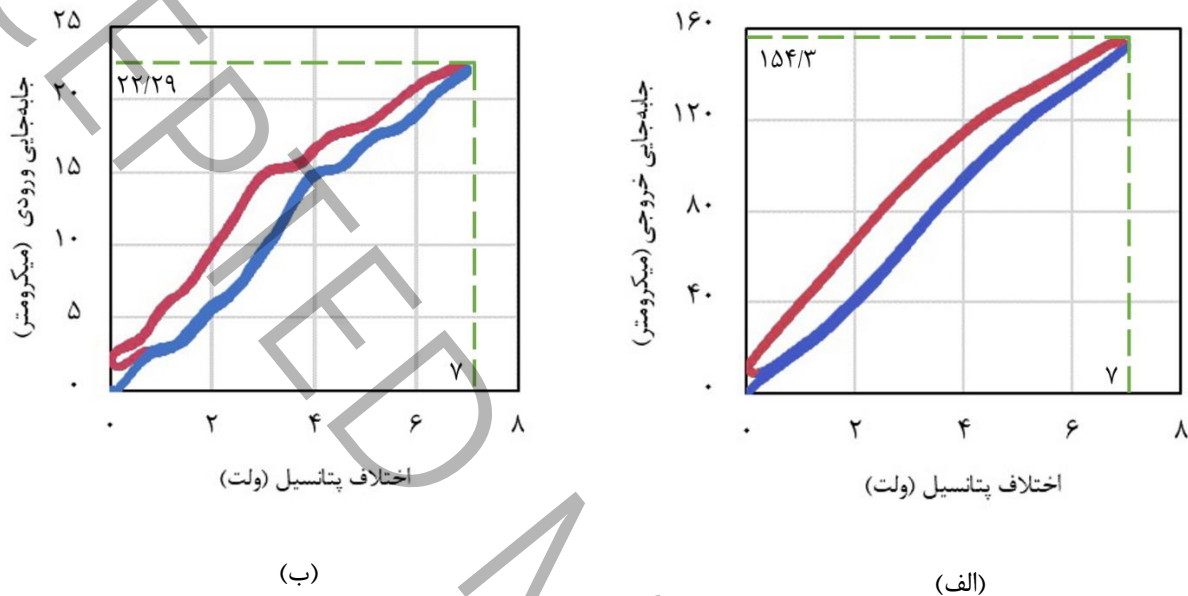 ۱۶۰
۱۵۴/۳
۱۲۰
۸۰
۴۰
۰
۷
۰ ۲ ۴ ۶ ۸
جابه‌جایی خروجی (میکرومتر)
اختلاف پتانسیل (ولت)
(الف)
۲۵
۲۲/۲۹
۲۰
۱۵
۱۰
۵
۰
۷
۰ ۲ ۴ ۶ ۸
جابه‌جایی ورودی (میکرومتر)
اختلاف پتانسیل (ولت)
(ب)